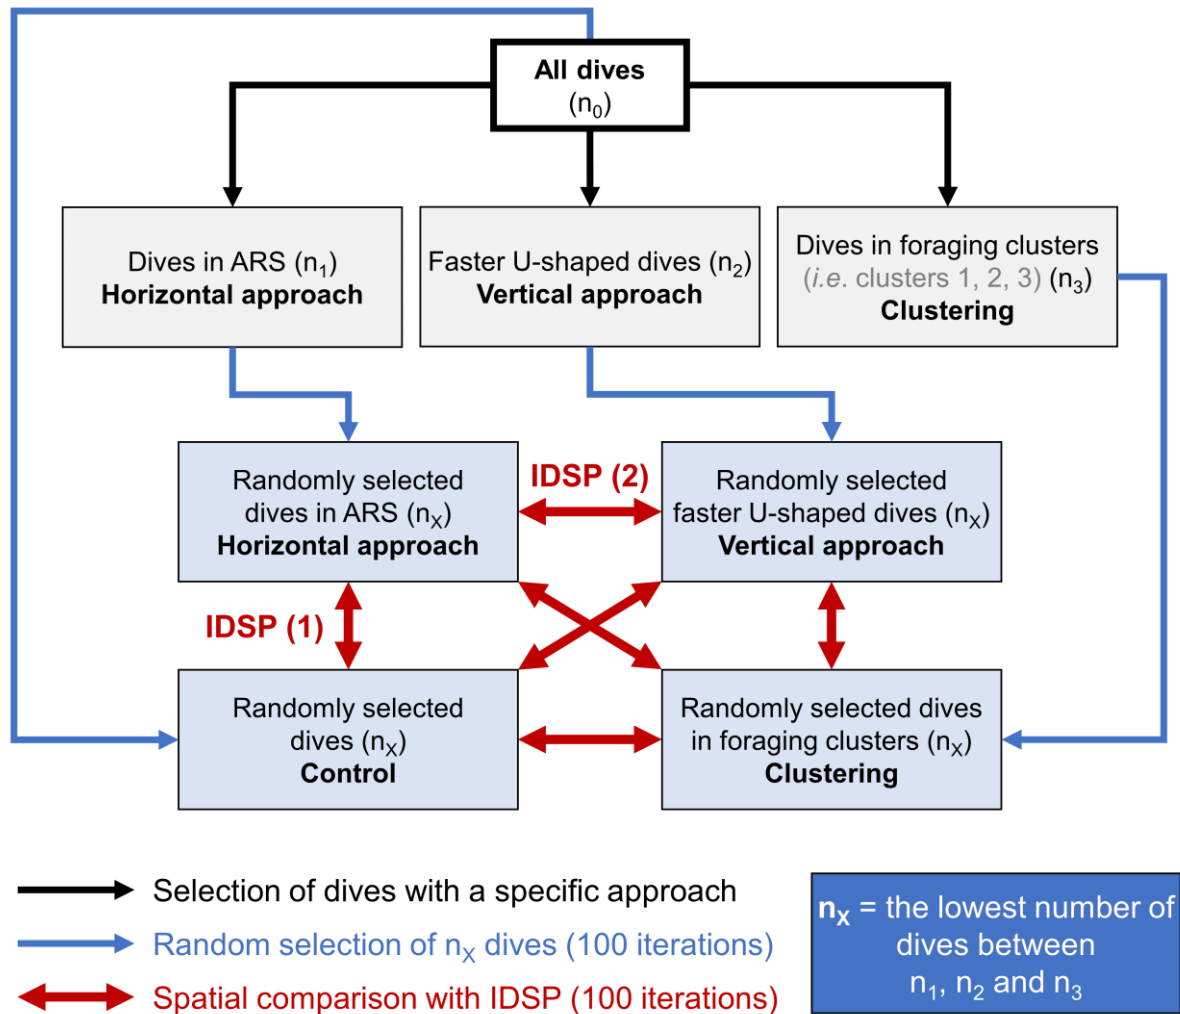 All dives
(n₀)
Dives in ARS (n₁)
Horizontal approach
Faster U-shaped dives (n₂)
Vertical approach
Dives in foraging clusters
(i.e. clusters 1, 2, 3) (n₃)
Clustering
Randomly selected
dives in ARS (nₓ)
Horizontal approach
IDSP (2)
Randomly selected
faster U-shaped dives (nₓ)
Vertical approach
IDSP (1)
Randomly selected
dives (nₓ)
Control
Randomly selected dives
in foraging clusters (nₓ)
Clustering
Selection of dives with a specific approach
Random selection of nₓ dives (100 iterations)
Spatial comparison with IDSP (100 iterations)
nₓ = the lowest number of
dives between
n₁, n₂ and n₃